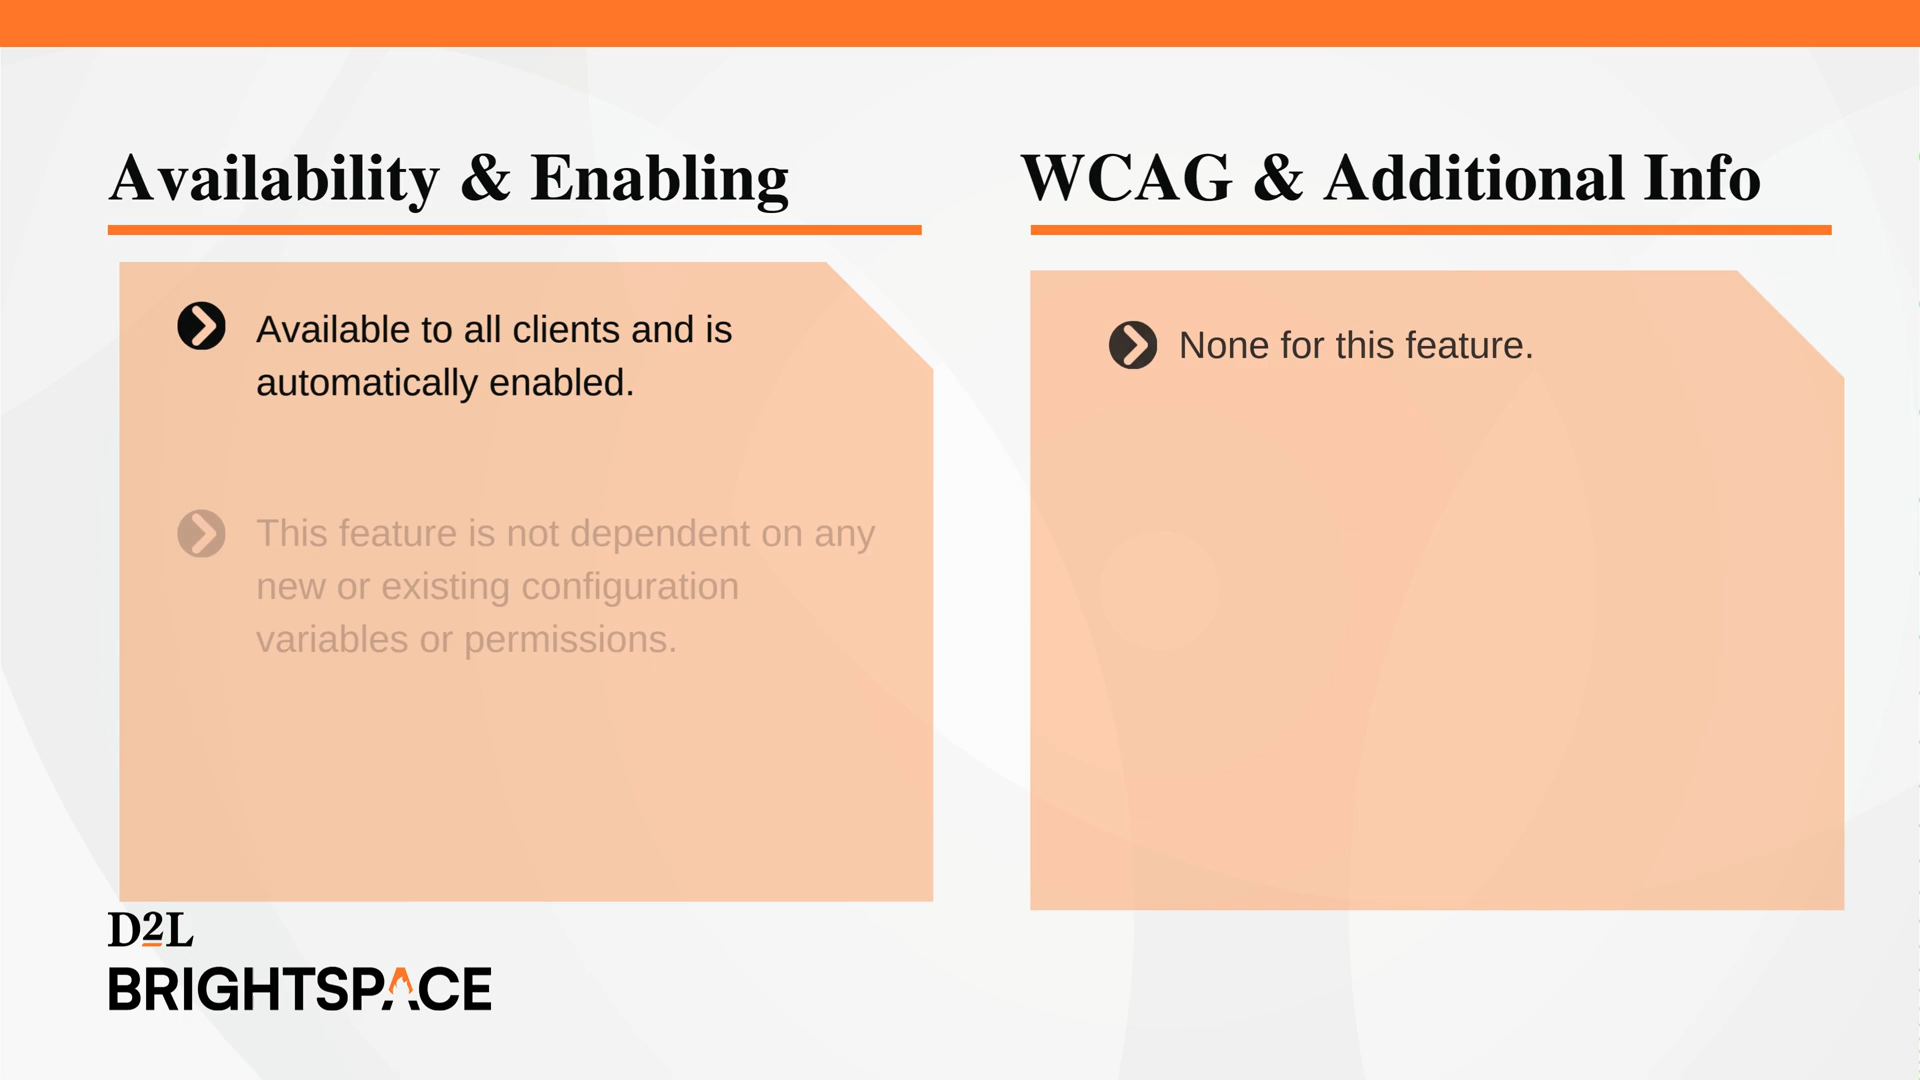 Availability & Enabling
Available to all clients and is
automatically enabled.
This feature is not dependent on any
new or existing configuration
variables or permissions.
WCAG & Additional Info
None for this feature.
D2L
BRIGHTSPACE